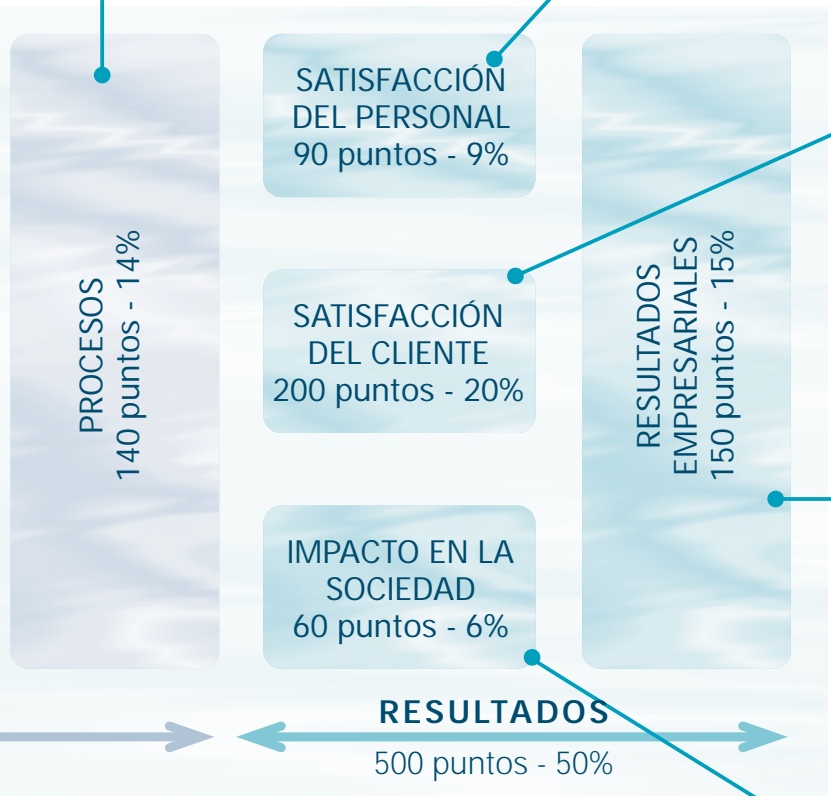 PROCESOS
140 puntos - 14%
SATISFACCIÓN
DEL PERSONAL
90 puntos - 9%
SATISFACCIÓN
DEL CLIENTE
200 puntos - 20%
IMPACTO EN LA
SOCIEDAD
60 puntos - 6%
RESULTADOS
EMPRESARIALES
150 puntos - 15%
RESULTADOS
500 puntos - 50%